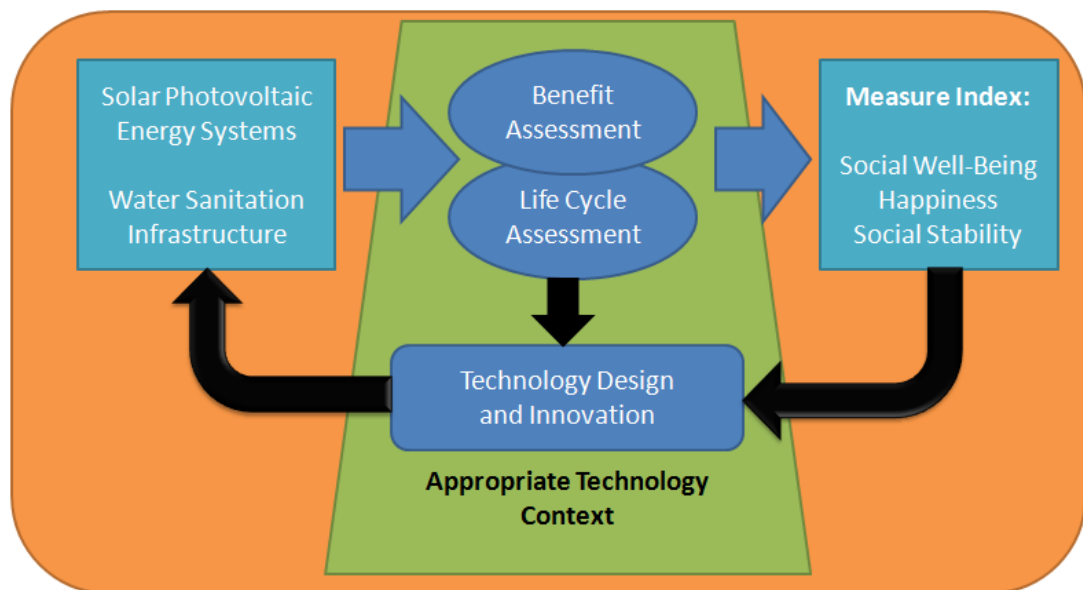 Solar Photovoltaic
Energy Systems
Water Sanitation
Infrastructure
Benefit
Assessment
Life Cycle
Assessment
Measure Index:
Social Well-Being
Happiness
Social Stability
Technology Design
and Innovation
Appropriate Technology
Context